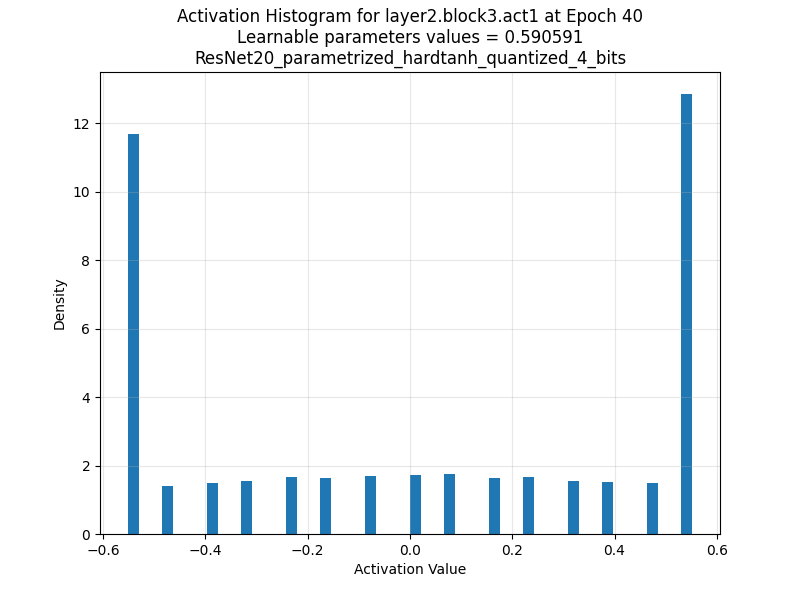 Activation Histogram for layer2.block3.act1 at Epoch 40
Learnable parameters values = 0.590591
ResNet20_parametrized_hardtanh_quantized_4_bits
12
10
8
6
4
2
0
Density
−0.6 −0.4 −0.2 0.0 0.2 0.4 0.6
Activation Value